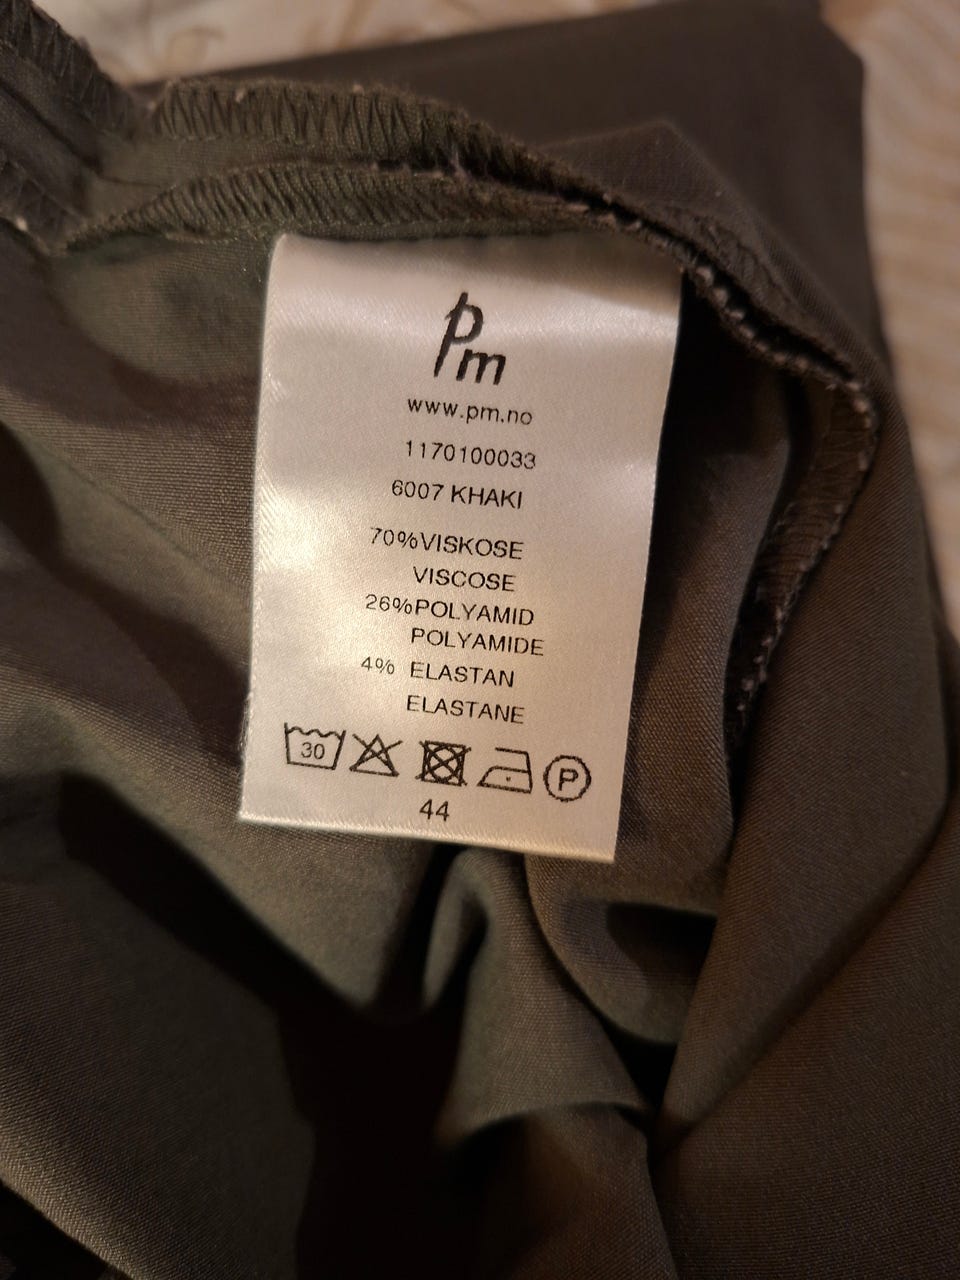 Pm
www.pm.no
1170100033
6007 KHAKI
70%VISKOSE
VISCOSE
26%POLYAMID
POLYAMIDE
4% ELASTAN
ELASTANE
30 P
44